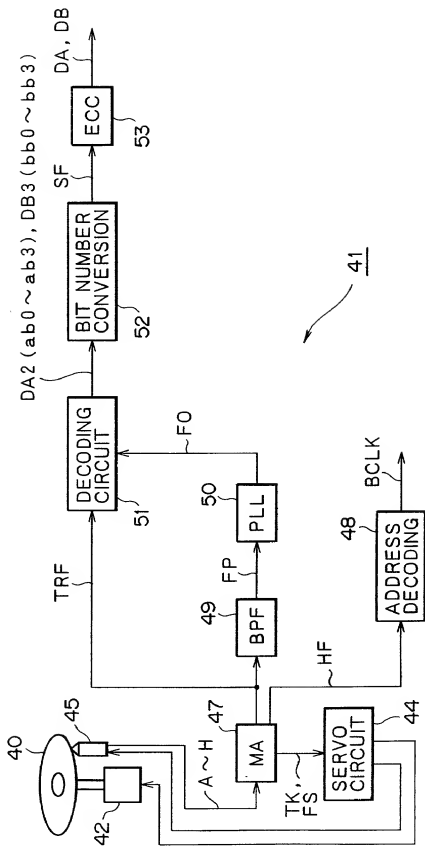 DA, DB
ECC
53
SF
DA2(ab0~ab3), DB3(bb0~bb3)
BIT NUMBER
CONVERSION
52
41
DECODING
CIRCUIT
51
FO
TRF
50
PLL
FP
49
BPF
BCLK
48
ADDRESS
DECODING
HF
40
45
42
47
MA
A~H
TK,
FS
44
SERVO
CIRCUIT